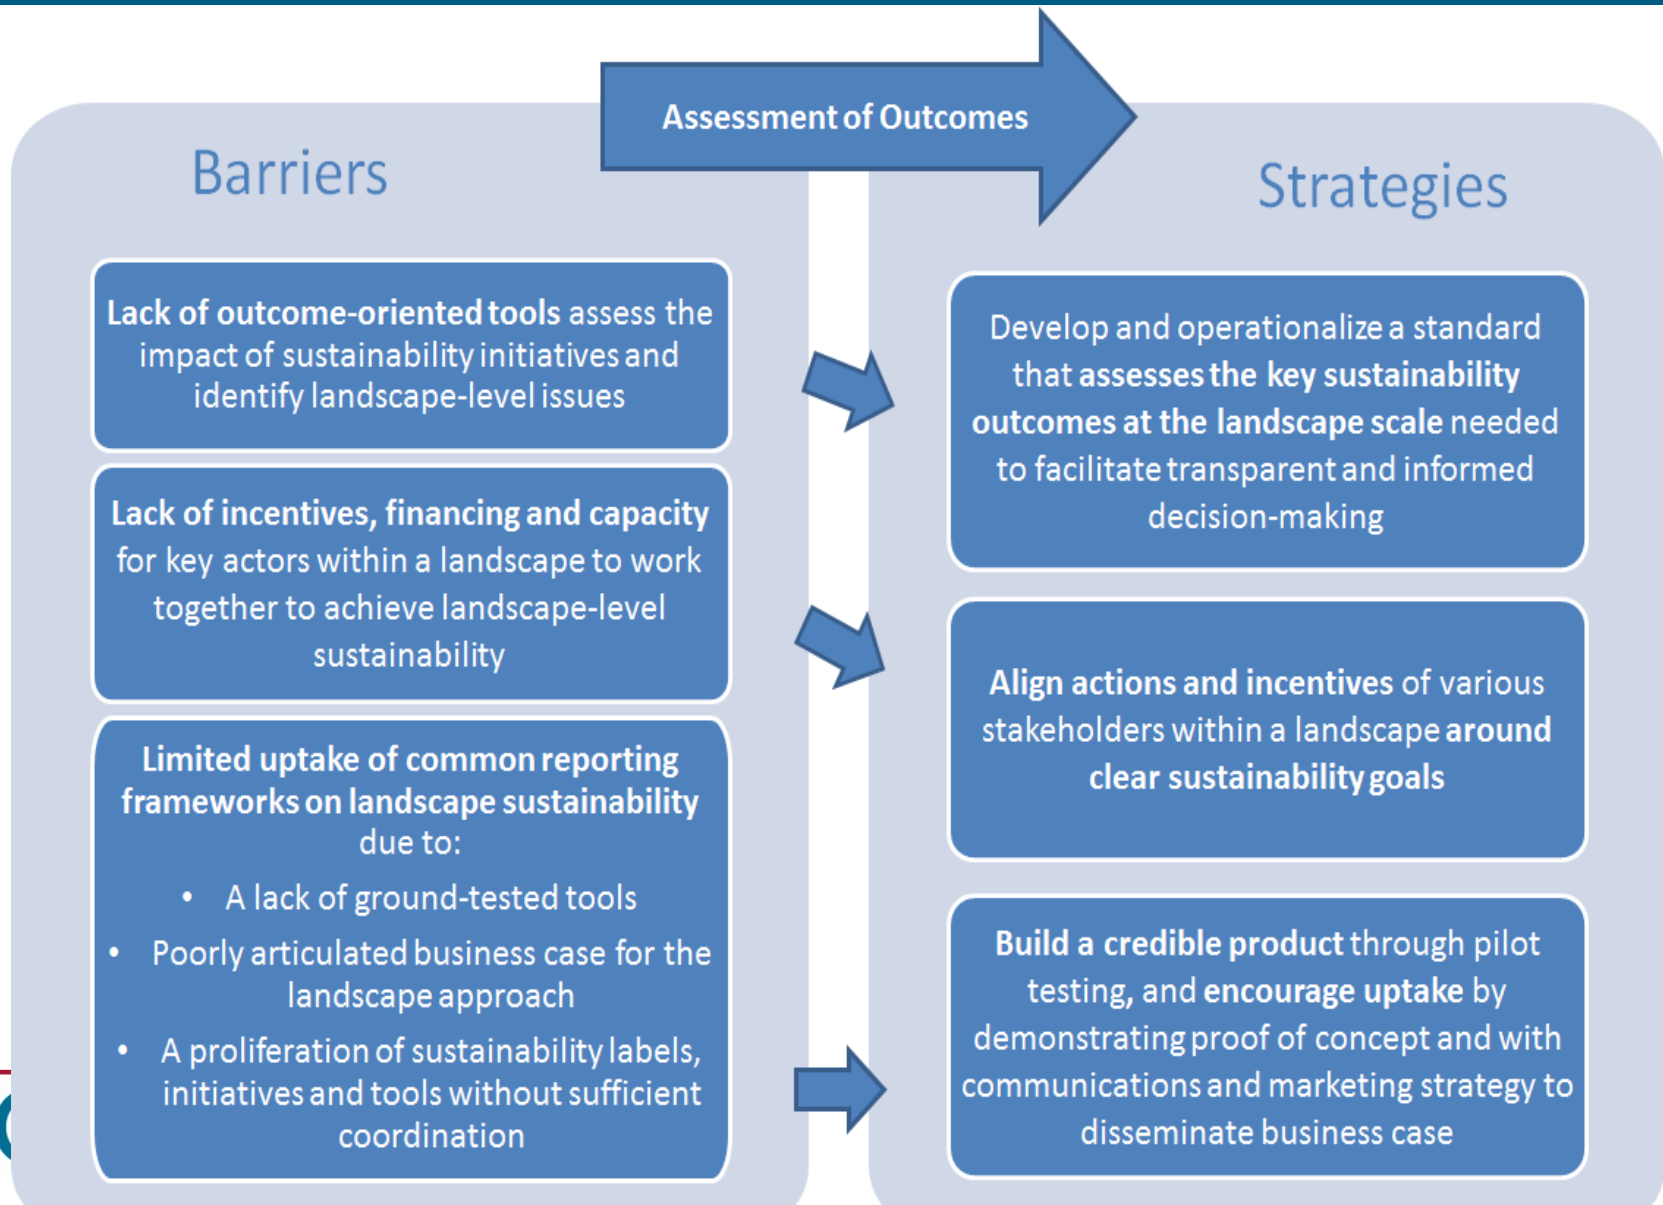 Assessment of Outcomes
Barriers
Lack of outcome-oriented tools assess the
impact of sustainability initiatives and
identify landscape-level issues
Lack of incentives, financing and capacity
for key actors within a landscape to work
together to achieve landscape-level
sustainability
Limited uptake of common reporting
frameworks on landscape sustainability
due to:
• A lack of ground-tested tools
• Poorly articulated business case for the
landscape approach
• A proliferation of sustainability labels,
initiatives and tools without sufficient
coordination
Strategies
Develop and operationalize a standard
that assesses the key sustainability
outcomes at the landscape scale needed
to facilitate transparent and informed
decision-making
Align actions and incentives of various
stakeholders within a landscape around
clear sustainability goals
Build a credible product through pilot
testing, and encourage uptake by
demonstrating proof of concept and with
communications and marketing strategy to
disseminate business case